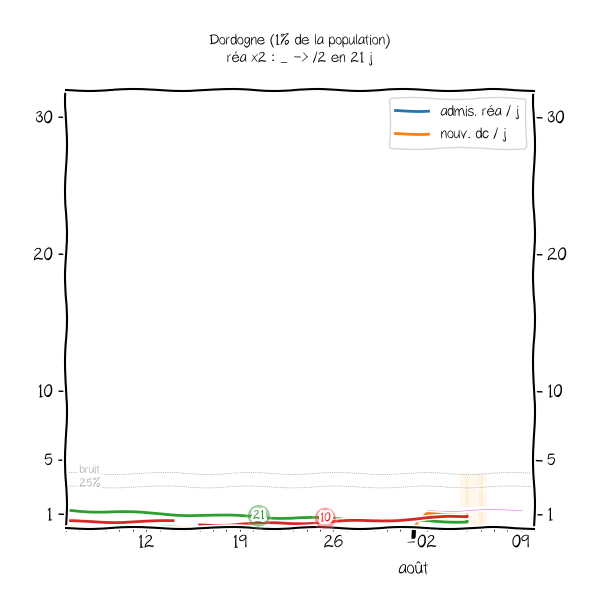 Dordogne (1% de la population)
réa x2 : _ -> /2 en 21 j
admis. réa / j
nouv. dc / j
30 30
20 20
10 10
5 5
bruit
25%
1 1
21 10
12 19 26 02 09
août